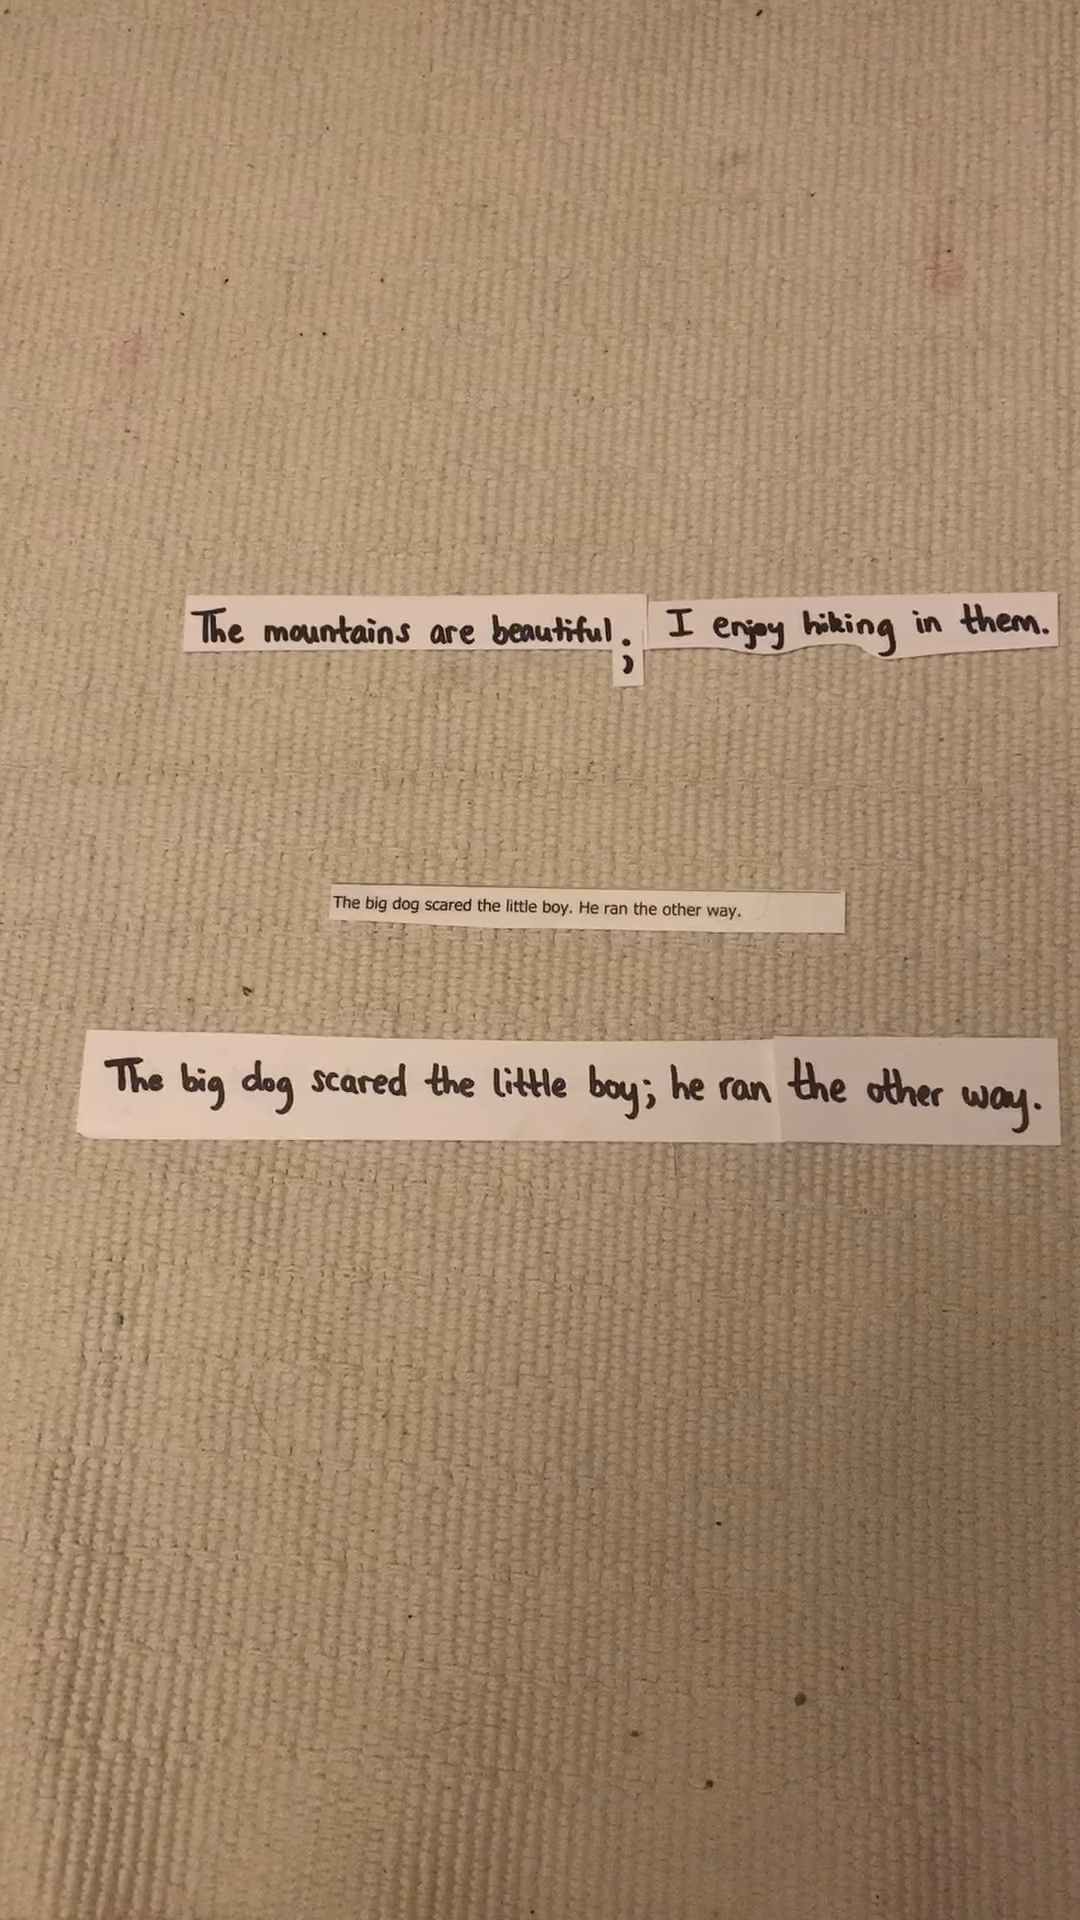 The mountains are beautiful; I enjoy hiking in them.
The big dog scared the little boy. He ran the other way.
The big dog scared the little boy; he ran the other way.